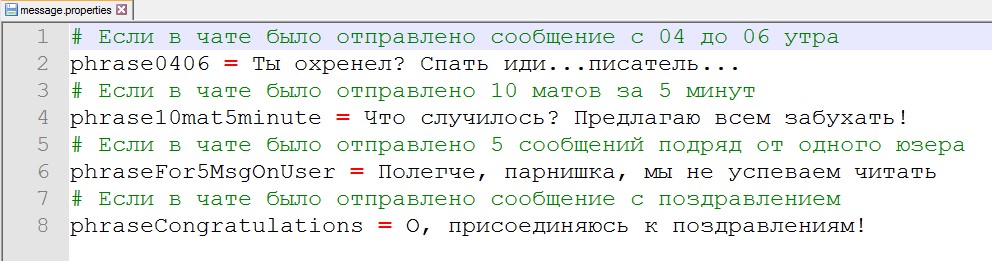 message.properties
1 # Если в чате было отправлено сообщение с 04 до 06 утра
2 phrase0406 = Ты охренел? Спать иди...писатель...
3 # Если в чате было отправлено 10 матов за 5 минут
4 phrase10mat5minute = Что случилось? Предлагаю всем забухать!
5 # Если в чате было отправлено 5 сообщений подряд от одного юзера
6 phraseFor5MsgOnUser = Полегче, парнишка, мы не успеваем читать
7 # Если в чате было отправлено сообщение с поздравлением
8 phraseCongratulations = О, присоединяюсь к поздравлениям!